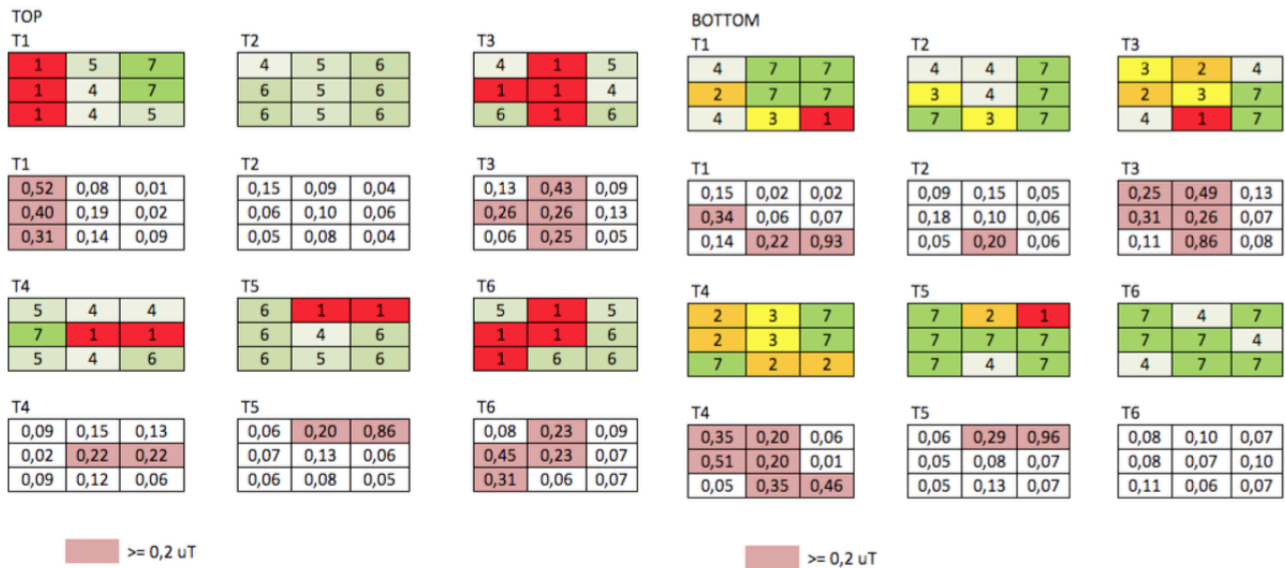 TOP
T1 T2 T3
1 5 7 4 5 6 4 1 5
1 4 7 6 5 6 1 1 4
1 4 5 6 5 6 6 1 6
T1 T2 T3
0,52 0,08 0,01 0,15 0,09 0,04 0,13 0,43 0,09
0,40 0,19 0,02 0,06 0,10 0,06 0,26 0,26 0,13
0,31 0,14 0,09 0,05 0,08 0,04 0,06 0,25 0,05
T4 T5 T6
5 4 4 6 1 1 5 1 5
7 1 1 6 4 6 1 1 6
5 4 6 6 5 6 1 6 6
T4 T5 T6
0,09 0,15 0,13 0,06 0,20 0,86 0,08 0,23 0,09
0,02 0,22 0,22 0,07 0,13 0,06 0,45 0,23 0,07
0,09 0,12 0,06 0,06 0,08 0,05 0,31 0,06 0,07
>= 0,2 uT
BOTTOM
T1 T2 T3
4 7 7 4 4 7 3 2 4
2 7 7 3 4 7 2 3 7
4 3 1 7 3 7 4 1 7
T1 T2 T3
0,15 0,02 0,02 0,09 0,15 0,05 0,25 0,49 0,13
0,34 0,06 0,07 0,18 0,10 0,06 0,31 0,26 0,07
0,14 0,22 0,93 0,05 0,20 0,06 0,11 0,86 0,08
T4 T5 T6
2 3 7 7 2 1 7 4 7
2 3 7 7 7 7 7 7 4
7 2 2 7 4 7 4 7 7
T4 T5 T6
0,35 0,20 0,06 0,06 0,29 0,96 0,08 0,10 0,07
0,51 0,20 0,01 0,05 0,08 0,07 0,08 0,07 0,10
0,05 0,35 0,46 0,05 0,13 0,07 0,11 0,06 0,07
>= 0,2 uT